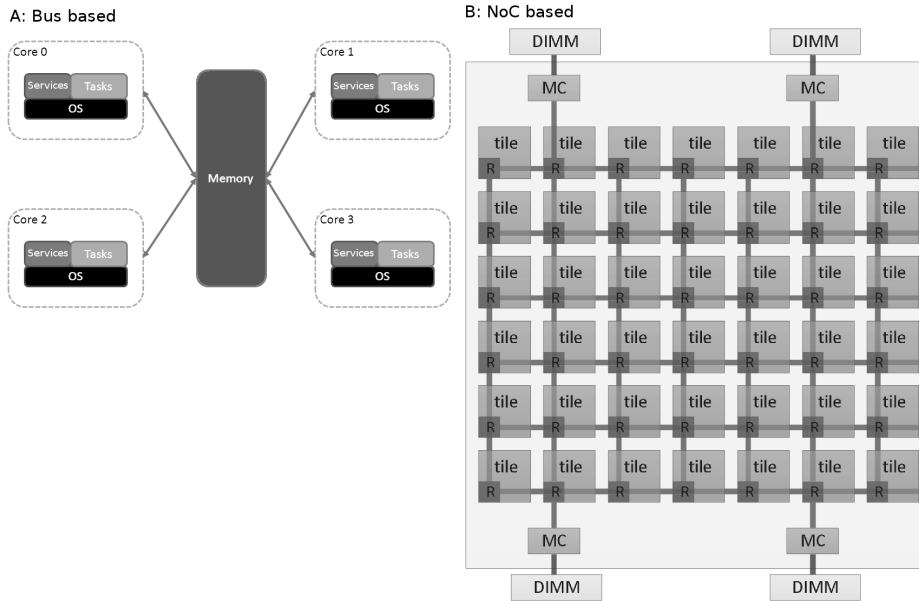 A: Bus based
Core 0
Services Tasks
OS
Core 1
Services Tasks
OS
Memory
Core 2
Services Tasks
OS
Core 3
Services Tasks
OS
B: NoC based
DIMM DIMM
MC MC
tile tile tile tile tile tile tile
R R R R R R R
tile tile tile tile tile tile tile
R R R R R R R
tile tile tile tile tile tile tile
R R R R R R R
tile tile tile tile tile tile tile
R R R R R R R
tile tile tile tile tile tile tile
R R R R R R R
tile tile tile tile tile tile tile
R R R R R R R
MC MC
DIMM DIMM